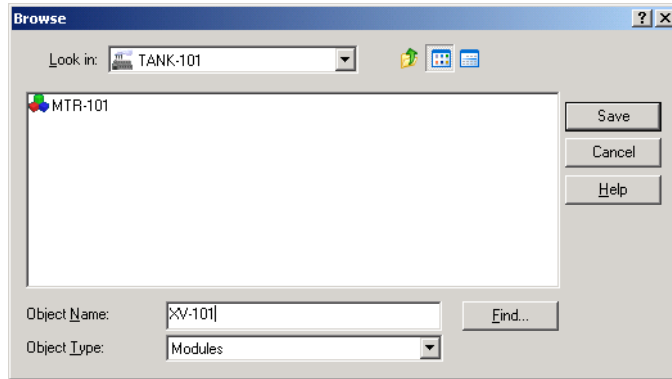 Browse
Look in: TANK-101
MTR-101
Save
Cancel
Help
Object Name: XV-101 Find...
Object Type: Modules